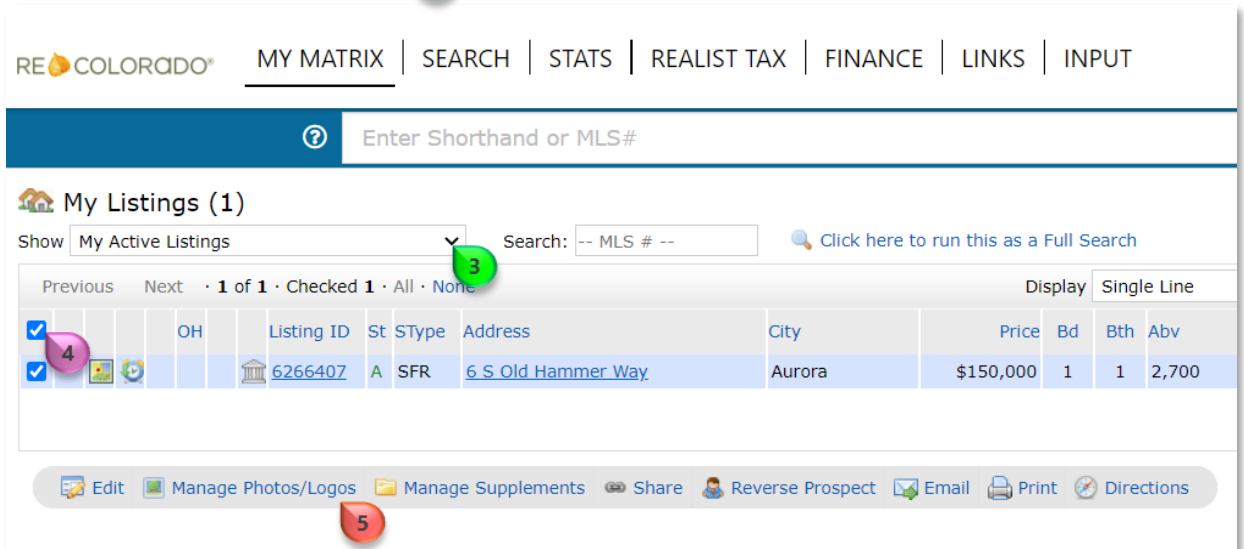 RECOLORADO® MY MATRIX SEARCH STATS REALIST TAX FINANCE LINKS INPUT
Enter Shorthand or MLS#
My Listings (1)
Show My Active Listings Search: -- MLS # -- Click here to run this as a Full Search
3
Previous Next · 1 of 1 · Checked 1 · All · None Display Single Line
OH Listing ID St SType Address City Price Bd Bth Abv
4
6266407 A SFR 6 S Old Hammer Way Aurora $150,000 1 1 2,700
Edit Manage Photos/Logos Manage Supplements Share Reverse Prospect Email Print Directions
5